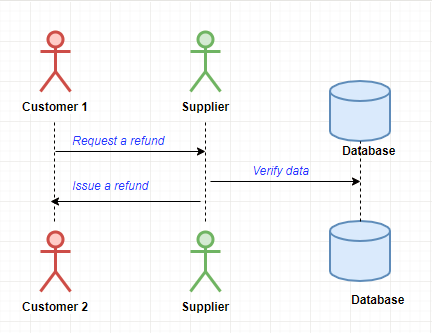 Customer 1
Supplier
Database
Request a refund
Verify data
Issue a refund
Customer 2
Supplier
Database